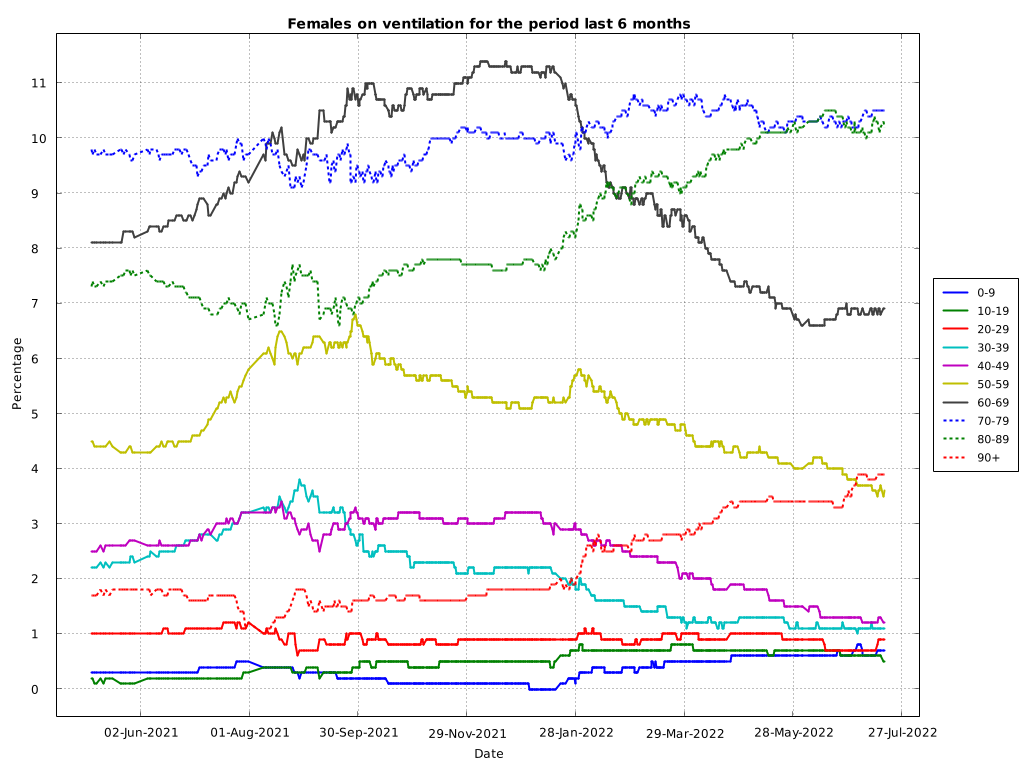 Females on ventilation for the period last 6 months
11
10
9
8
7
6
5
4
3
2
1
0
Percentage
02-Jun-2021
01-Aug-2021
30-Sep-2021
29-Nov-2021
28-Jan-2022
29-Mar-2022
28-May-2022
27-Jul-2022
Date
0-9
10-19
20-29
30-39
40-49
50-59
60-69
70-79
80-89
90+